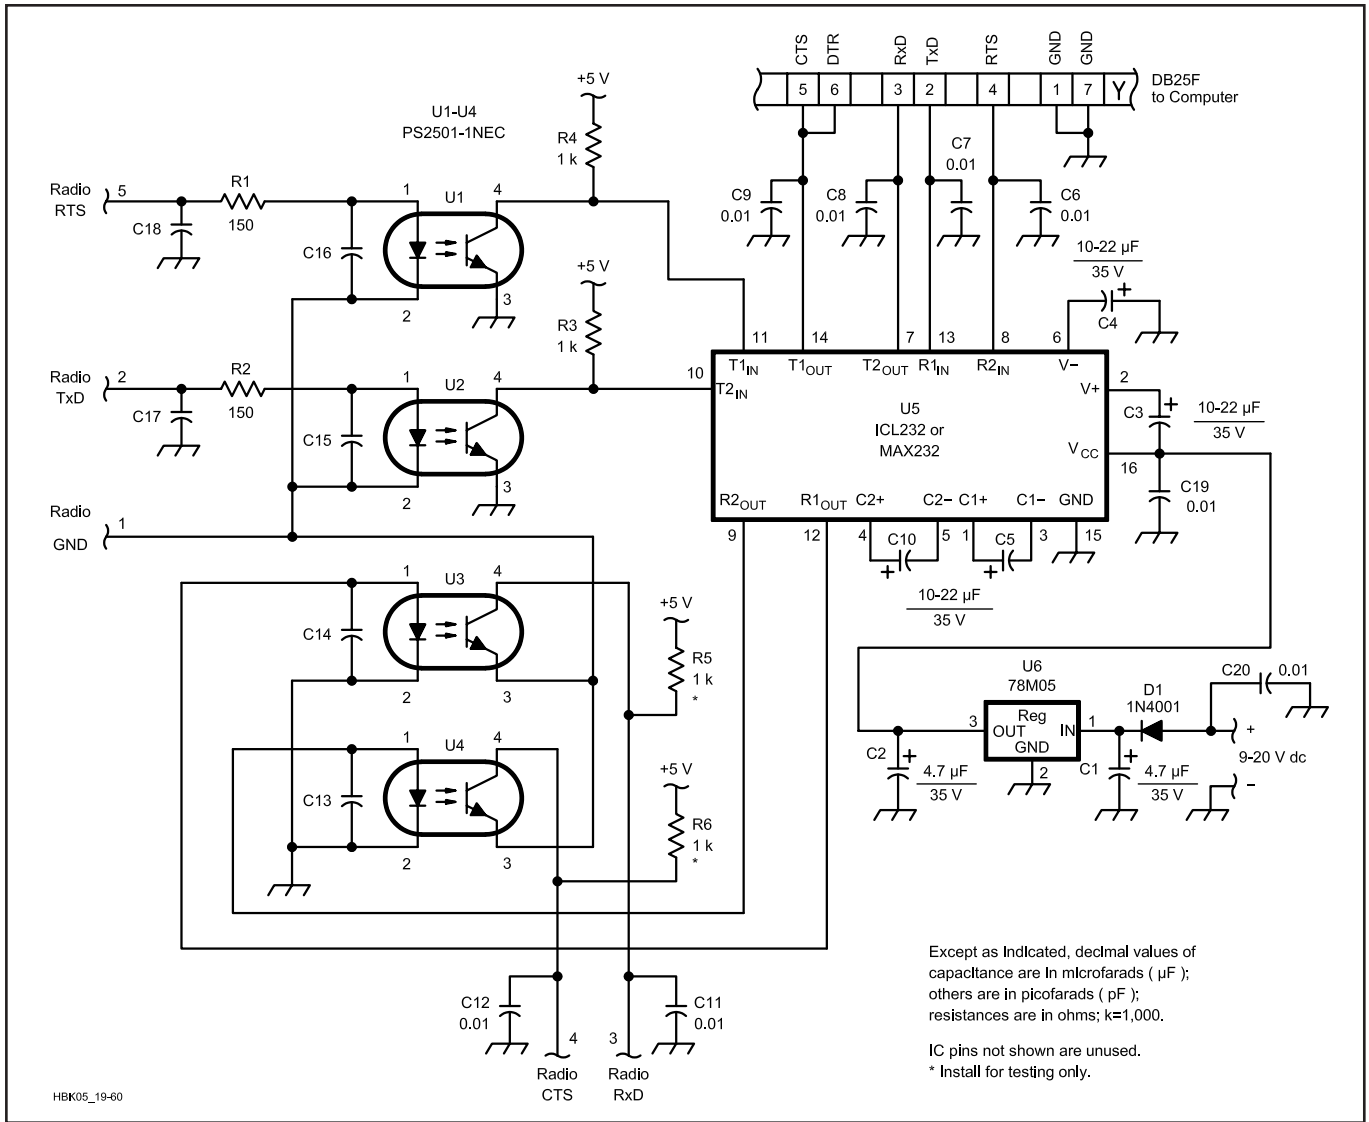 CTS
DTR
RxD
TxD
RTS
GND
GND
5
6
3
2
4
1
7
Y
DB25F
to Computer
U1-U4
PS2501-1NEC
+5 V
R4
1 k
Radio
RTS
5
R1
150
C18
C16
1
U1
4
2
3
C9
0.01
C8
0.01
C7
0.01
C6
0.01
10-22 µF
35 V
+
C4
+5 V
R3
1 k
Radio
TxD
2
R2
150
C17
C15
1
U2
4
2
3
11
14
7
13
8
6
10
T1IN
T1OUT
T2OUT
R1IN
R2IN
V–
T2IN
V+
2
U5
ICL232 or
MAX232
VCC
16
C3
+
10-22 µF
35 V
C19
0.01
R2OUT
R1OUT
C2+
C2–
C1+
C1–
GND
9
12
4
C10
5
1
C5
3
15
+
+
10-22 µF
35 V
Radio
GND
1
C14
1
U3
4
2
3
+5 V
R5
1 k
*
C13
1
U4
4
2
3
+5 V
R6
1 k
*
U6
78M05
Reg
OUT
IN
GND
3
1
2
D1
1N4001
C20
0.01
+
9-20 V dc
–
C2
+
4.7 µF
35 V
C1
+
4.7 µF
35 V
C12
0.01
C11
0.01
4
3
Radio
CTS
Radio
RxD
Except as Indicated, decimal values of
capacitance are in microfarads ( µF );
others are in picofarads ( pF );
resistances are in ohms; k=1,000.
IC pins not shown are unused.
* Install for testing only.
HBK05_19-60